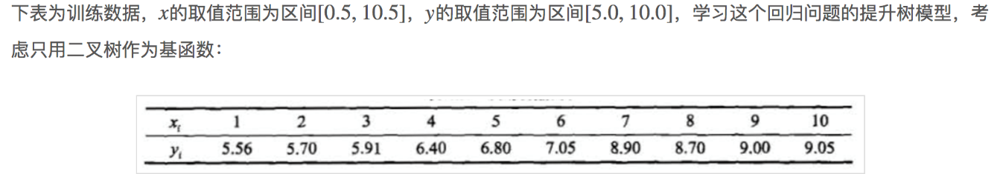 下表为训练数据，x的取值范围为区间[0.5, 10.5]，y的取值范围为区间[5.0, 10.0]，学习这个回归问题的提升树模型，考
虑只用二叉树作为基函数：
xᵢ 1 2 3 4 5 6 7 8 9 10
yᵢ 5.56 5.70 5.91 6.40 6.80 7.05 8.90 8.70 9.00 9.05